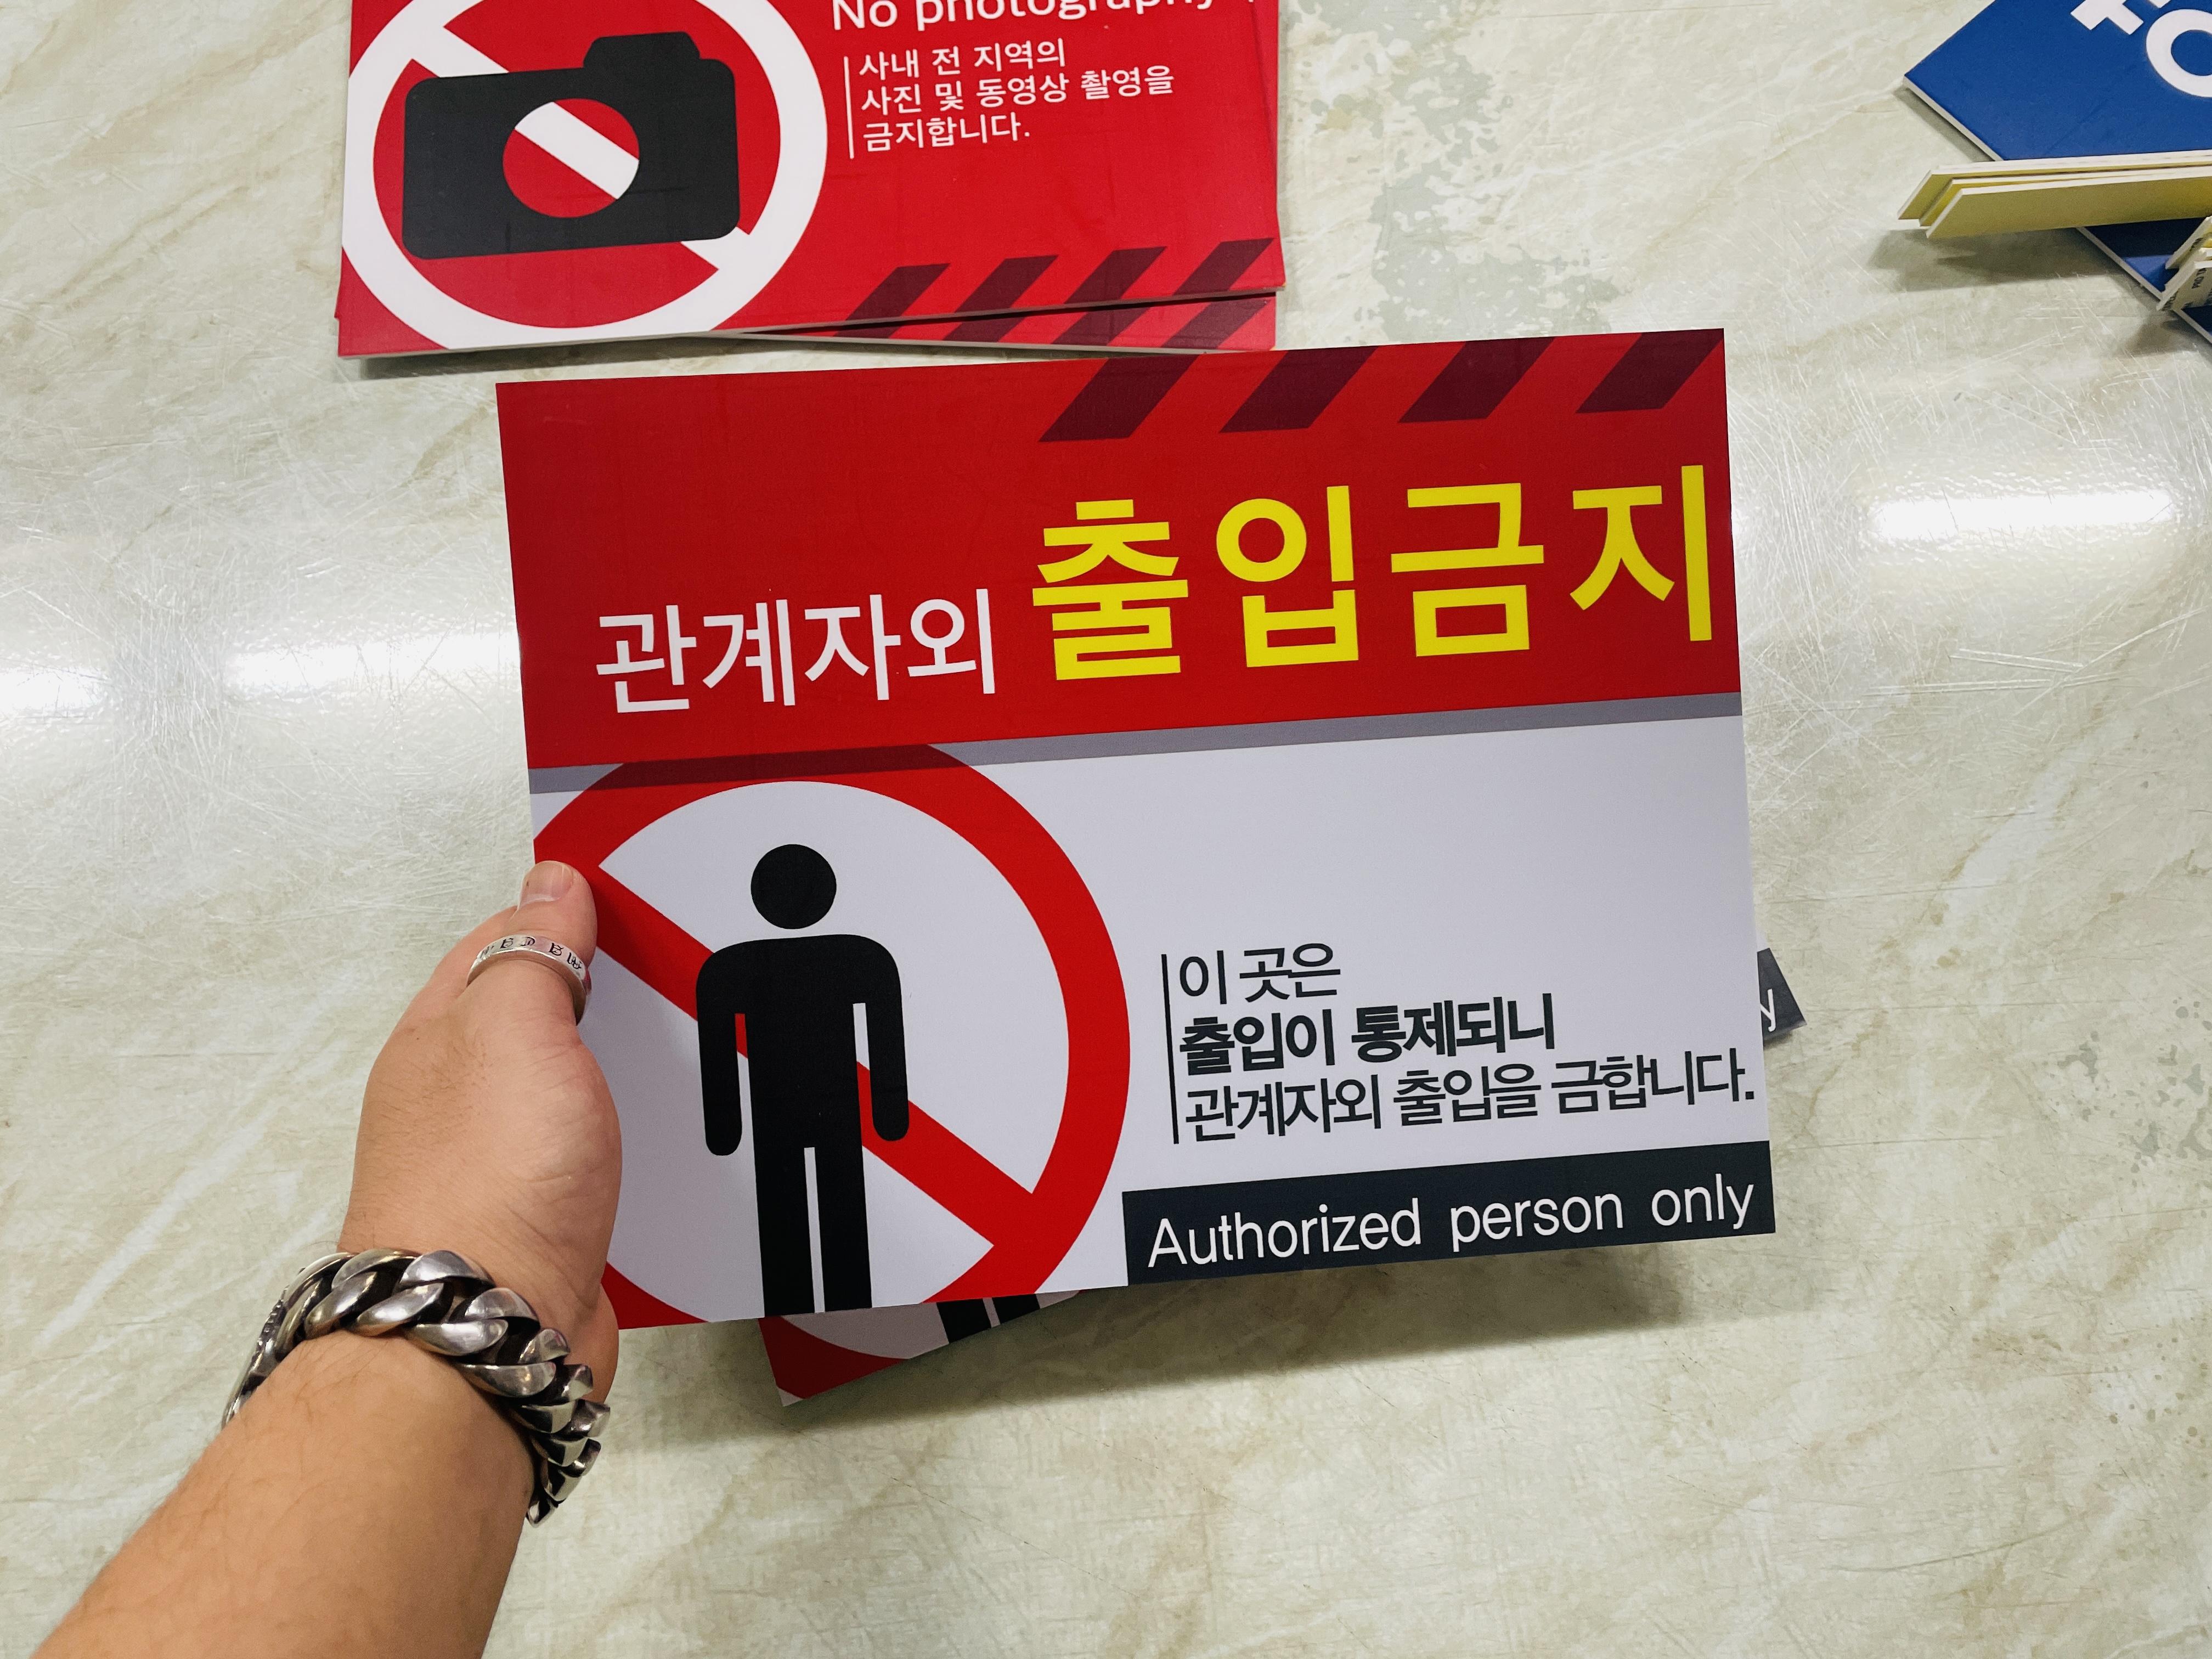 No photography
사내 전 지역의
사진 및 동영상 촬영을
금지합니다.
관계자외 출입금지
이 곳은
출입이 통제되니
관계자외 출입을 금합니다.
Authorized person only
y